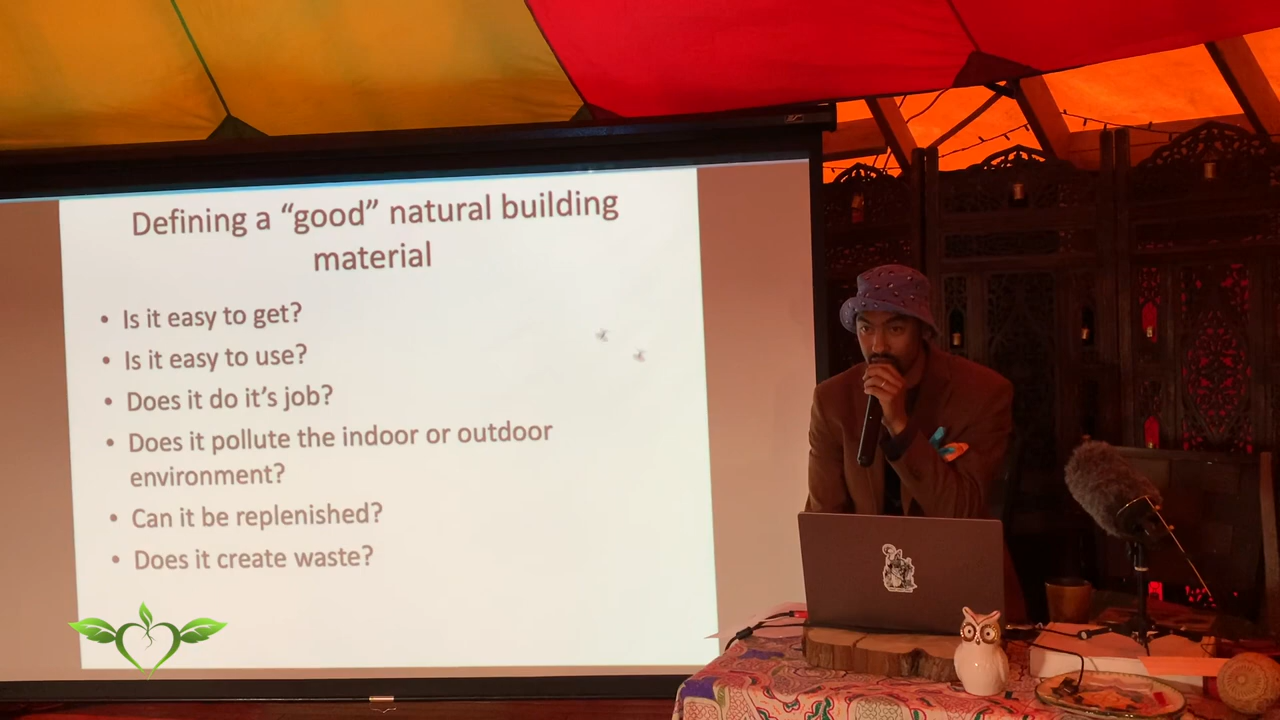 Defining a “good” natural building
material
• Is it easy to get?
• Is it easy to use?
• Does it do it’s job?
• Does it pollute the indoor or outdoor
environment?
• Can it be replenished?
• Does it create waste?